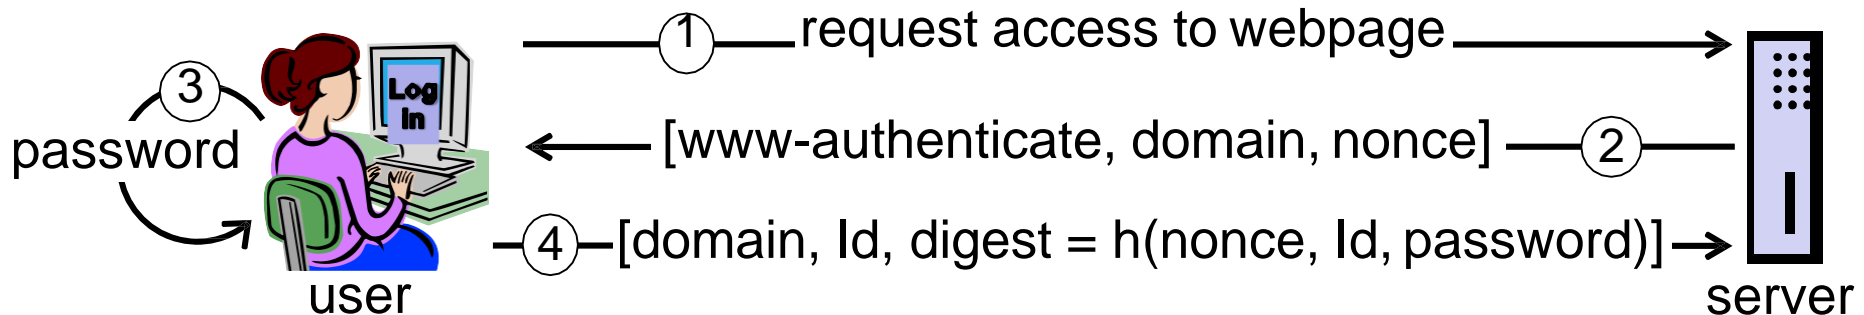 1 request access to webpage
3
Log
in
password
[www-authenticate, domain, nonce] 2
4 [domain, Id, digest = h(nonce, Id, password)]
user
server